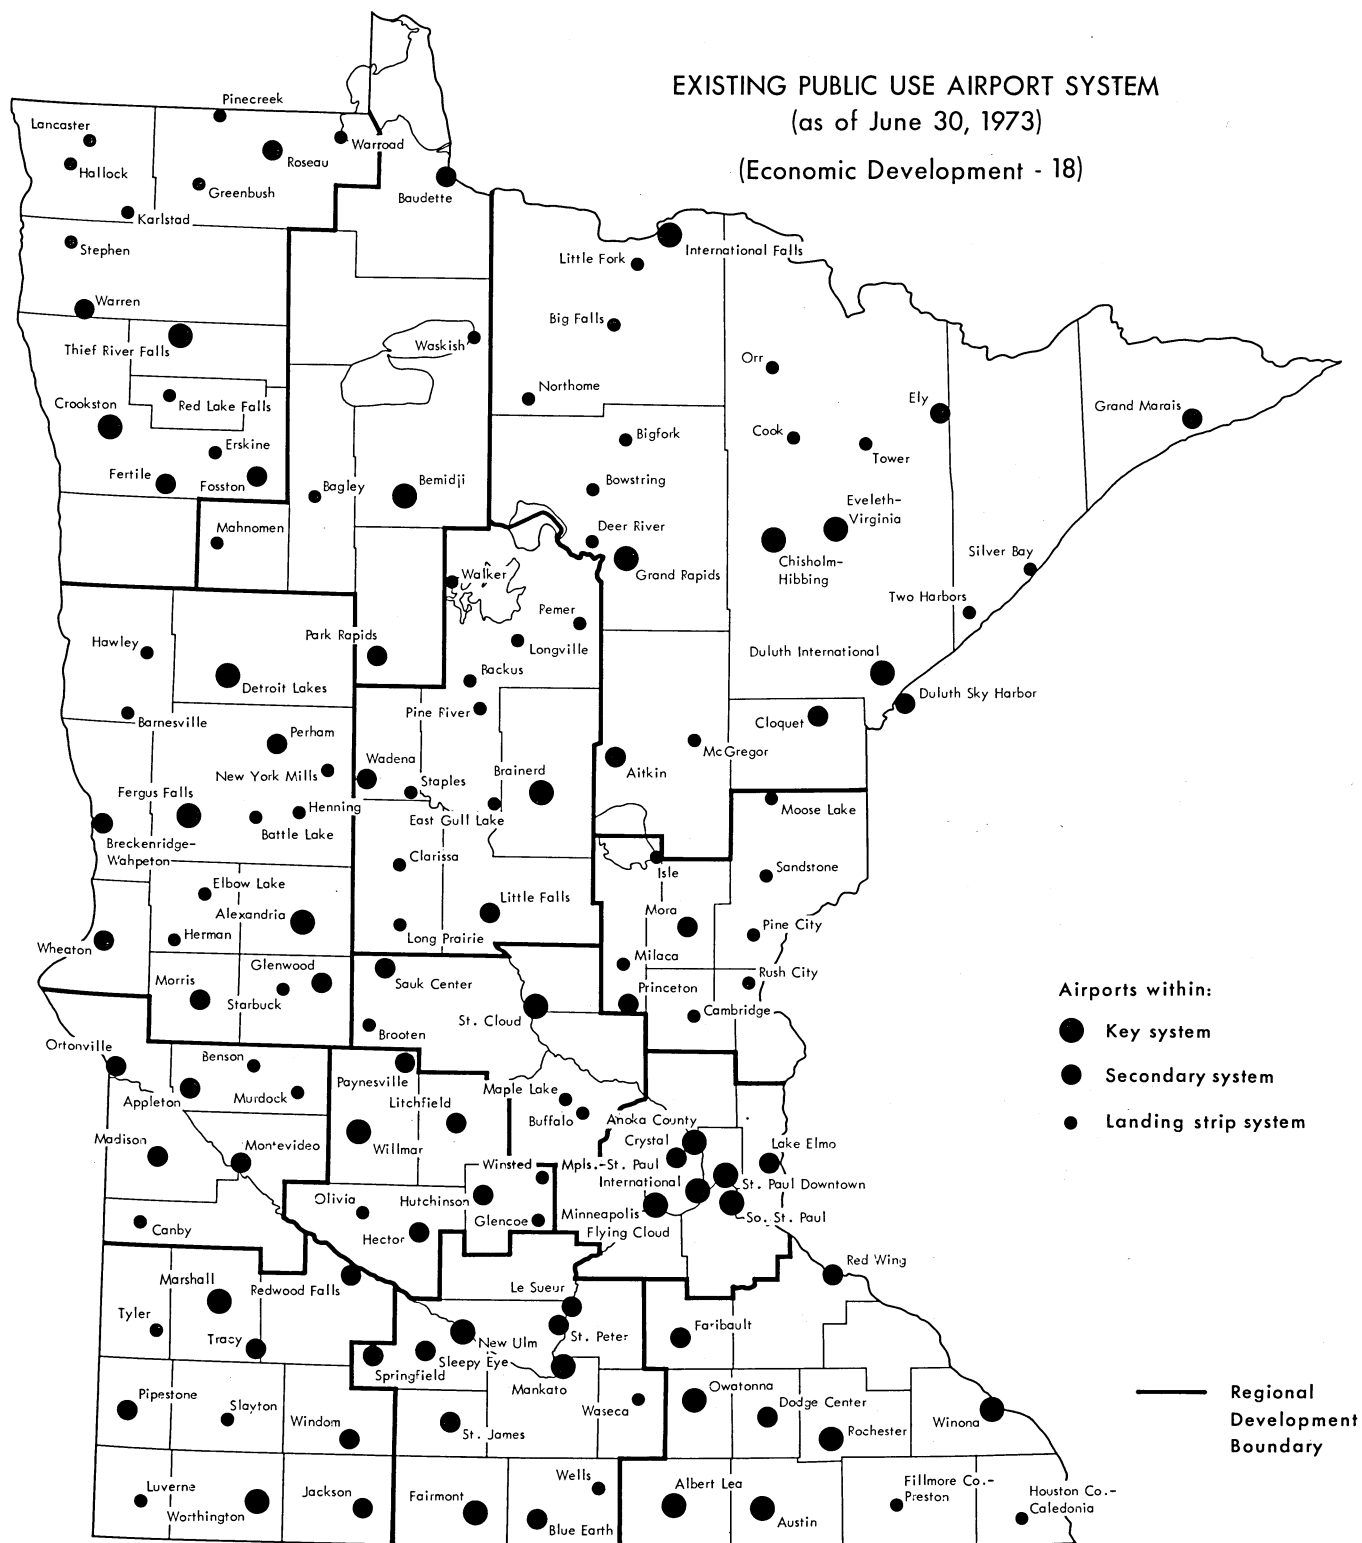 EXISTING PUBLIC USE AIRPORT SYSTEM
(as of June 30, 1973)
(Economic Development - 18)
Pinecreek
Lancaster
Warroad
Roseau
Hallock
Greenbush
Baudette
Karlstad
Stephen
International Falls
Little Fork
Warren
Big Falls
Waskish
Thief River Falls
Orr
Northome
Ely
Crookston
Red Lake Falls
Grand Marais
Bigfork
Cook
Erskine
Tower
Fertile
Fosston
Bagley
Bemidji
Bowstring
Eveleth-
Virginia
Mahnomen
Deer River
Silver Bay
Chisholm-
Hibbing
Grand Rapids
Walker
Two Harbors
Pemer
Park Rapids
Hawley
Longville
Duluth International
Backus
Detroit Lakes
Duluth Sky Harbor
Pine River
Barnesville
Cloquet
Perham
McGregor
Wadena
Brainerd
Aitkin
New York Mills
Staples
Fergus Falls
Henning
Moose Lake
East Gull Lake
Battle Lake
Breckenridge-
Wahpeton
Clarissa
Sandstone
Isle
Elbow Lake
Little Falls
Mora
Alexandria
Pine City
Herman
Long Prairie
Wheaton
Milaca
Glenwood
Rush City
Morris
Sauk Center
Princeton
Starbuck
Cambridge
St. Cloud
Brooten
Ortonville
Benson
Paynesville
Maple Lake
Murdock
Appleton
Litchfield
Buffalo
Anoka County
Madison
Crystal
Lake Elmo
Montevideo
Willmar
Winsted
Mpls.-St. Paul
International
St. Paul Downtown
Olivia
Hutchinson
Minneapolis
Flying Cloud
So. St. Paul
Glencoe
Canby
Hector
Red Wing
Marshall
Redwood Falls
Le Sueur
Tyler
Faribault
Tracy
New Ulm
St. Peter
Sleepy Eye
Springfield
Mankato
Owatonna
Pipestone
Dodge Center
Slayton
Waseca
Windom
Winona
St. James
Rochester
Wells
Albert Lea
Fillmore Co.-
Preston
Luverne
Jackson
Fairmont
Houston Co.-
Caledonia
Worthington
Austin
Blue Earth
Airports within:
Key system
Secondary system
Landing strip system
Regional
Development
Boundary